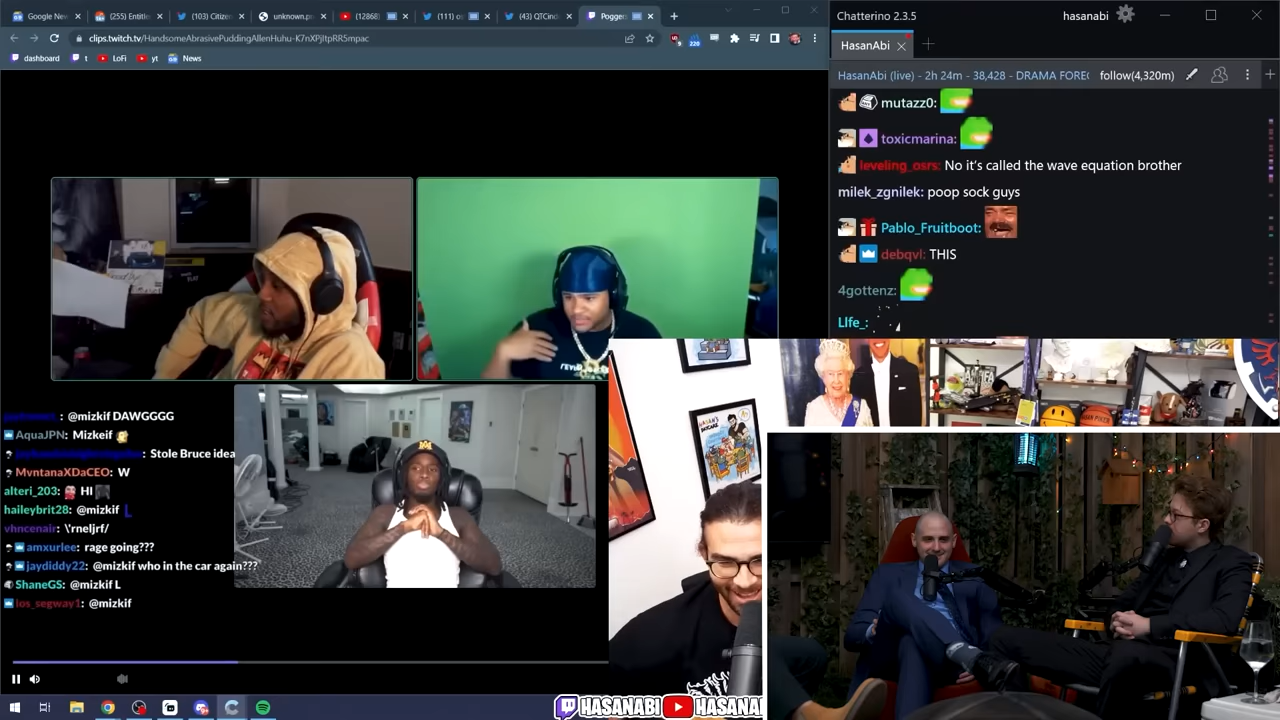 Google New
(255) Entitle
(103) Citizen
unknown.p
(12868)
(111) os
(43) QTCind
Pogger
clips.twitch.tv/HandsomeAbrasivePuddingAllenHuhu-K7nXPJltpRR5mpac
dashboard
t
LoFi
yt
News
Chatterino 2.3.5
hasanabi
HasanAbi
HasanAbi (live) - 2h 24m - 38,428 - DRAMA FOREC
follow(4,320m)
mutazz0:
toxicmarina:
leveling_osrs: No it's called the wave equation brother
milek_zgnilek: poop sock guys
Pablo_Fruitboot:
debqvl: THIS
4gottenz:
Llfe_:
: @mizkif DAWGGGG
AquaJPN: Mizkeif
: Stole Bruce idea
MvntanaXDaCEO: W
alteri_203: HI
haileybrit28: @mizkif L
vhncenair: \'rneljrf/
amxurlee: rage going???
jaydiddy22: @mizkif who in the car again???
ShaneGS: @mizkif L
los_segway1: @mizkif
HASANABI
HASANA